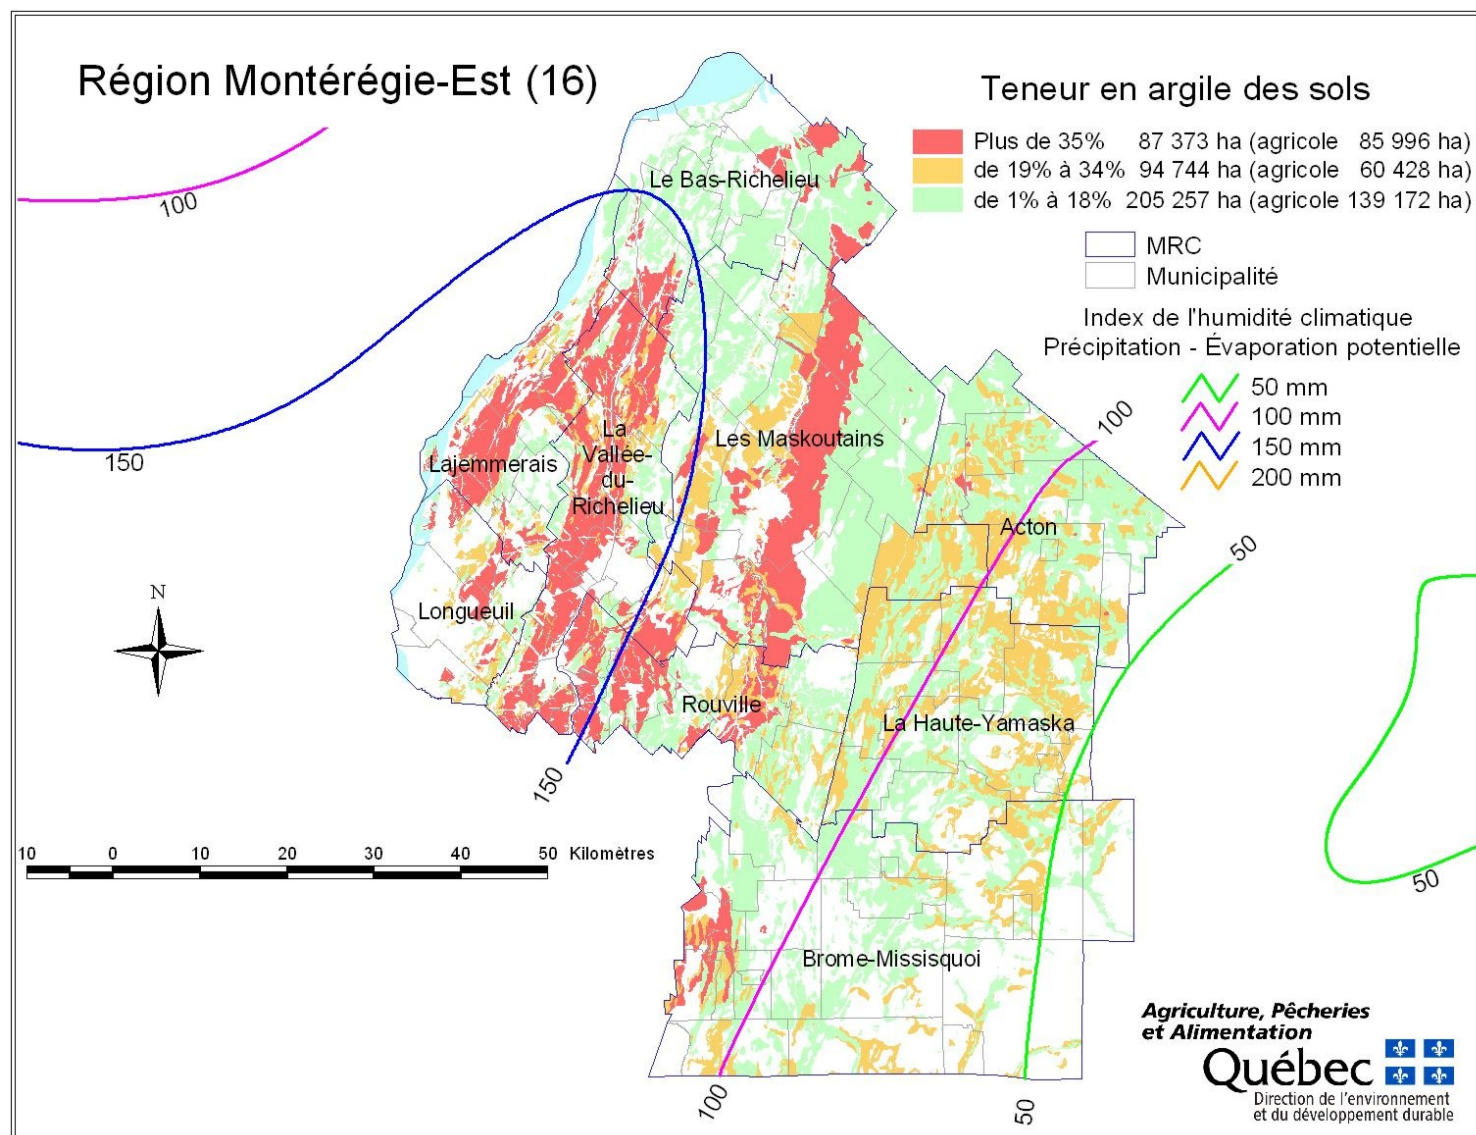 Région Montérégie-Est (16)
Teneur en argile des sols
Plus de 35% 87 373 ha (agricole 85 996 ha)
de 19% à 34% 94 744 ha (agricole 60 428 ha)
de 1% à 18% 205 257 ha (agricole 139 172 ha)
MRC
Municipalité
Index de l'humidité climatique
Précipitation - Évaporation potentielle
50 mm
100 mm
150 mm
200 mm
100
150
Le Bas-Richelieu
Les Maskoutains
La
Vallée-
du-
Richelieu
Lajemmerais
Longueuil
Acton
Rouville
La Haute-Yamaska
Brome-Missisquoi
100
50
150
50
100
50
N
10 0 10 20 30 40 50 Kilomètres
Agriculture, Pêcheries
et Alimentation
Québec
Direction de l'environnement
et du développement durable